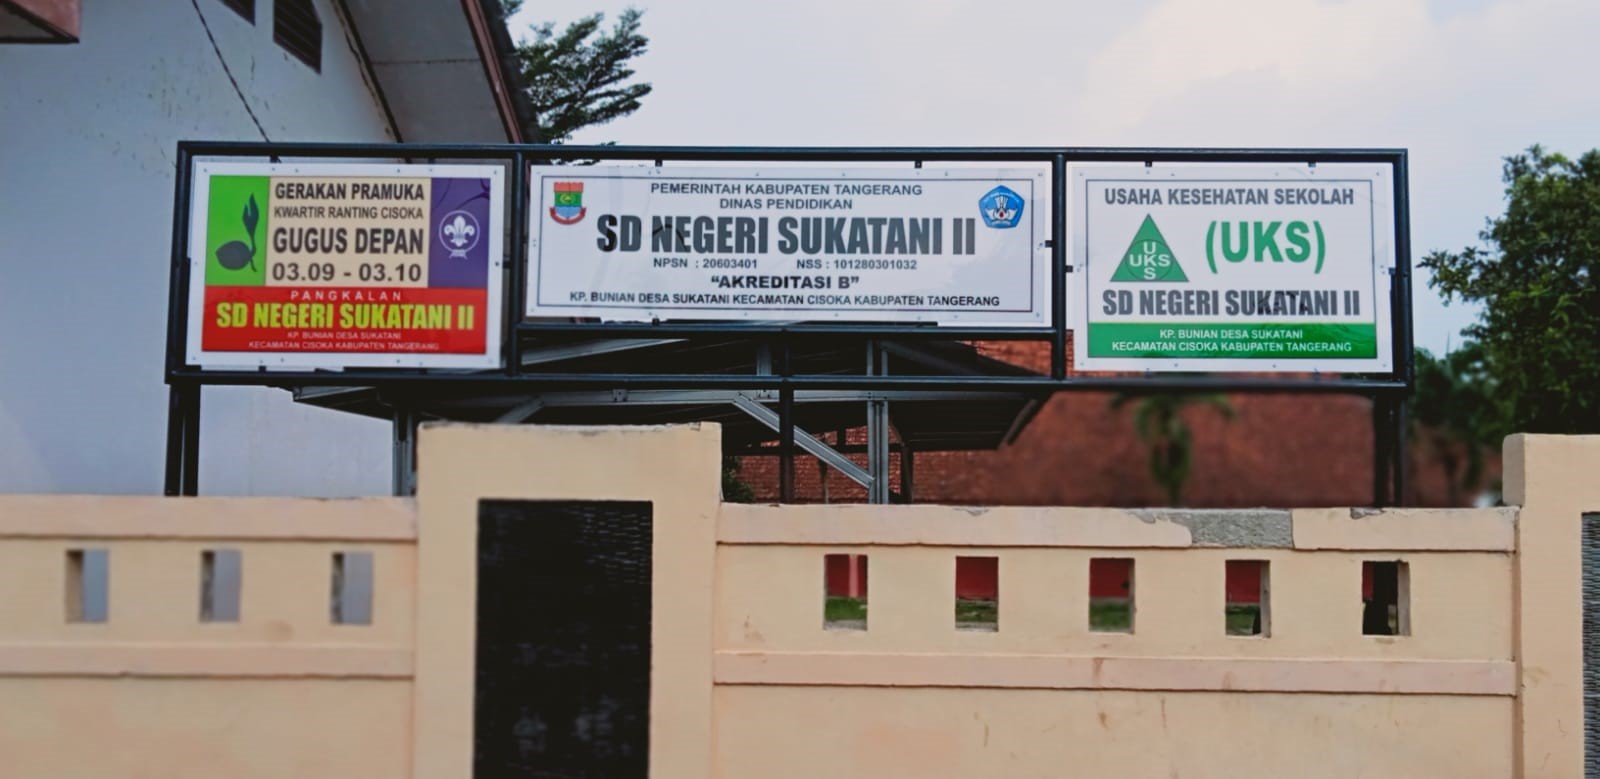 GERAKAN PRAMUKA
KWARTIR RANTING CISOKA
GUGUS DEPAN
03.09 - 03.10
PANGKALAN
SD NEGERI SUKATANI II
KP. BUNIAN DESA SUKATANI
KECAMATAN CISOKA KABUPATEN TANGERANG
PEMERINTAH KABUPATEN TANGERANG
DINAS PENDIDIKAN
SD NEGERI SUKATANI II
NPSN : 20603401 NSS : 101280301032
“AKREDITASI B”
KP. BUNIAN DESA SUKATANI KECAMATAN CISOKA KABUPATEN TANGERANG
USAHA KESEHATAN SEKOLAH
U
UKS
S
(UKS)
SD NEGERI SUKATANI II
KP. BUNIAN DESA SUKATANI
KECAMATAN CISOKA KABUPATEN TANGERANG